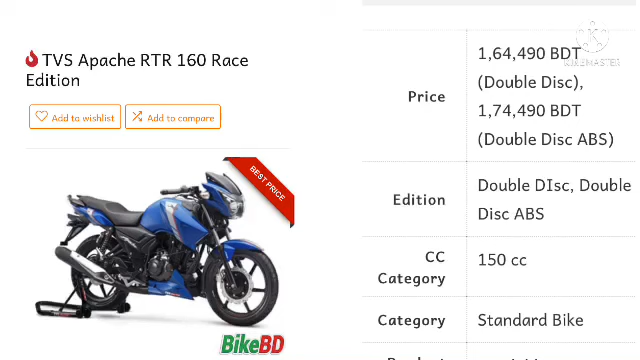 TVS Apache RTR 160 Race
Edition
Add to wishlist
Add to compare
BEST PRICE
BikeBD
Price
1,64,490 BDT
(Double Disc),
1,74,490 BDT
(Double Disc ABS)
Edition
Double DIsc, Double
Disc ABS
CC
Category
150 cc
Category
Standard Bike
KINEMASTER